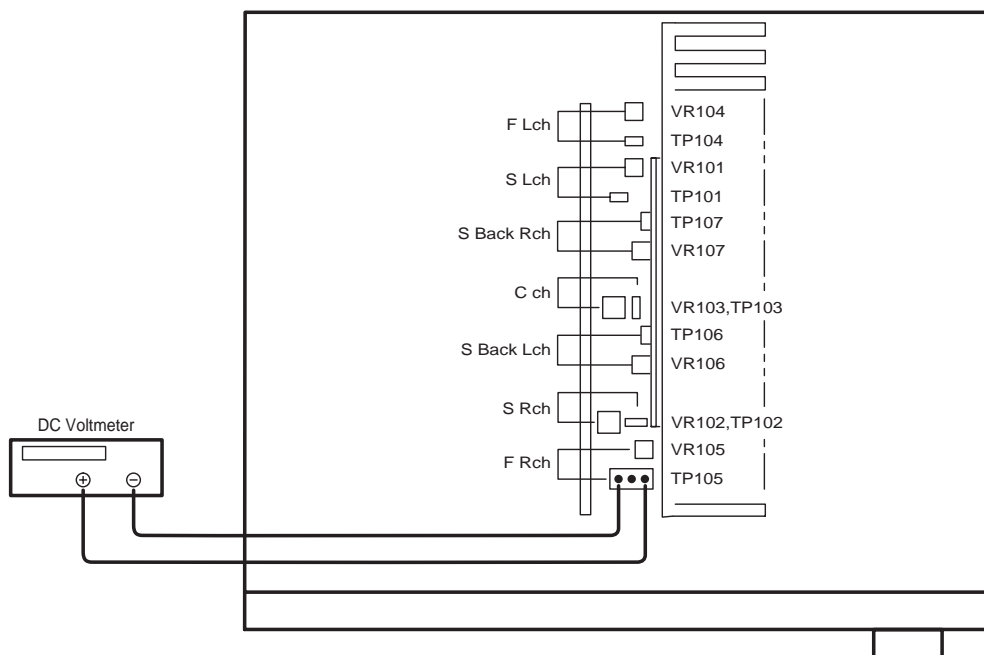 F Lch
S Lch
S Back Rch
C ch
S Back Lch
S Rch
F Rch
VR104
TP104
VR101
TP101
TP107
VR107
VR103,TP103
TP106
VR106
VR102,TP102
VR105
TP105
DC Voltmeter
+ −